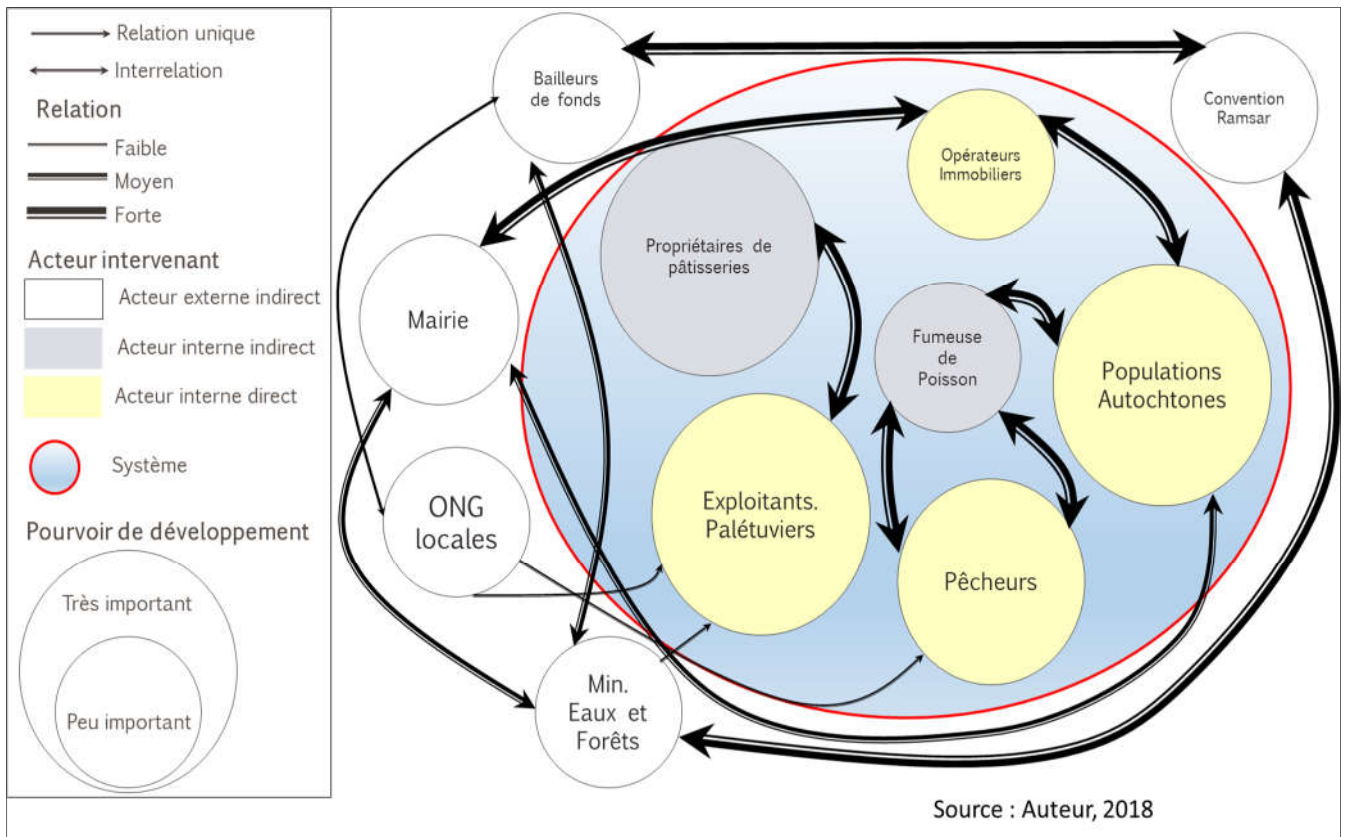 Relation unique
Interrelation
Relation
Faible
Moyen
Forte
Acteur intervenant
Acteur externe indirect
Acteur interne indirect
Acteur interne direct
Système
Pourvoir de développement
Très important
Peu important
Bailleurs
de fonds
Convention
Ramsar
Opérateurs
Immobiliers
Propriétaires de
pâtisseries
Mairie
Fumeuse
de
Poisson
Populations
Autochtones
ONG
locales
Exploitants.
Palétuviers
Pêcheurs
Min.
Eaux et
Forêts
Source : Auteur, 2018